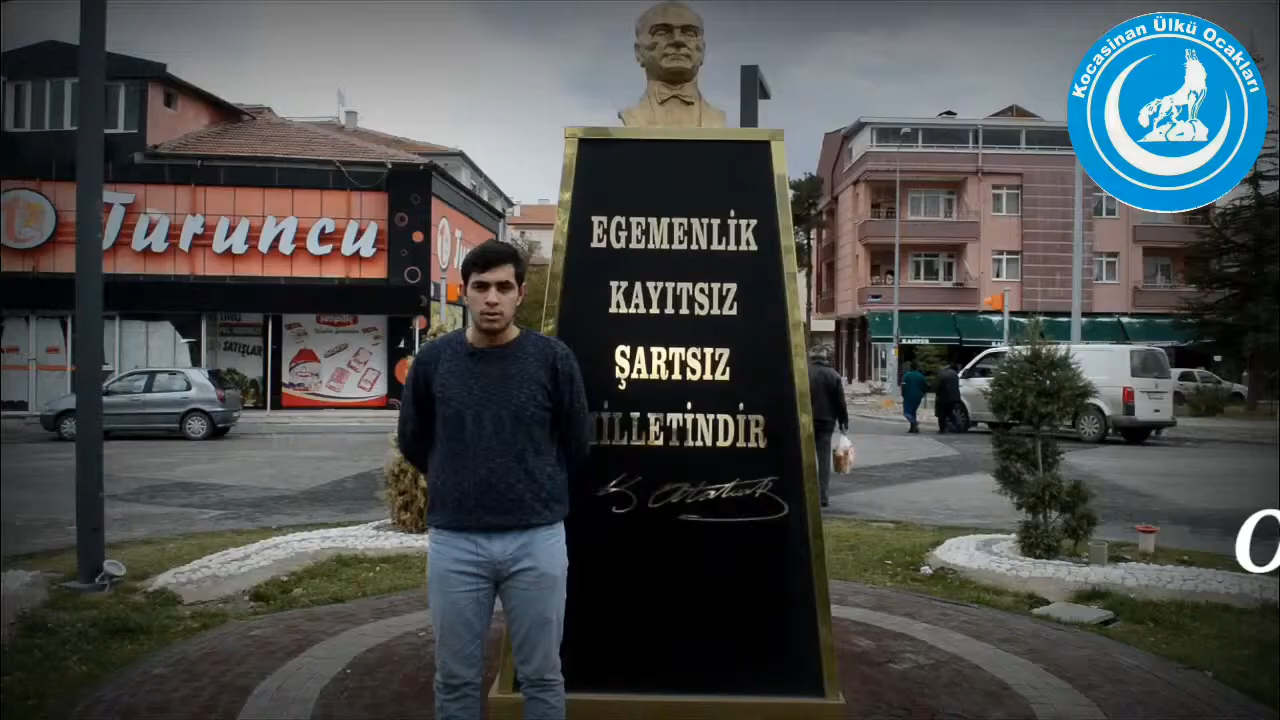 Kocasinan Ülkü Ocakları
Turuncu
EGEMENLİK
KAYITSIZ
ŞARTSIZ
MİLLETİNDİR
K. Atatürk
SATIŞLAR
O